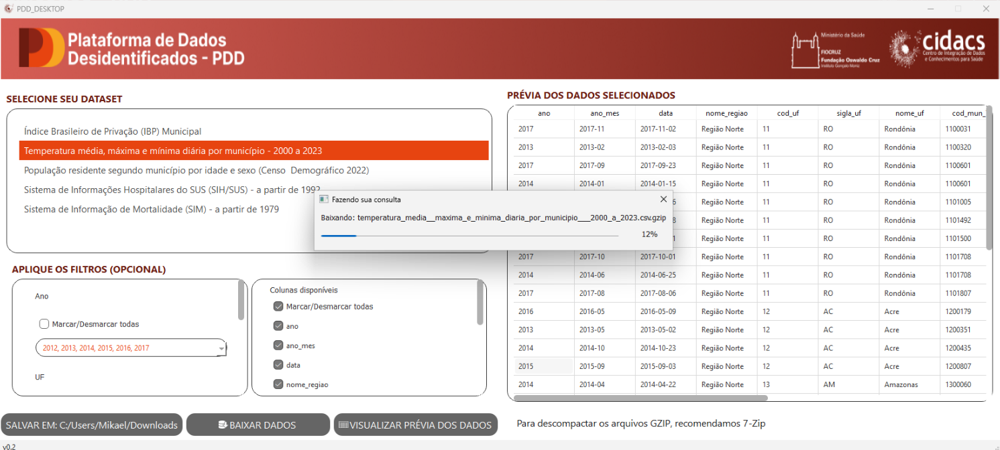 PDD_DESKTOP
Plataforma de Dados
Desidentificados - PDD
Ministério da Saúde
FIOCRUZ
Fundação Oswaldo Cruz
Instituto Gonçalo Moniz
cidacs
Centro de Integração de Dados
e Conhecimentos para Saúde
SELECIONE SEU DATASET
Índice Brasileiro de Privação (IBP) Municipal
Temperatura média, máxima e mínima diária por município - 2000 a 2023
População residente segundo município por idade e sexo (Censo  Demográfico 2022)
Sistema de Informações Hospitalares do SUS (SIH/SUS) - a partir de 1992
Sistema de Informação de Mortalidade (SIM) - a partir de 1979
Fazendo sua consulta
Baixando: temperatura_media__maxima_e_minima_diaria_por_municipio___2000_a_2023.csv.gzip
12%
APLIQUE OS FILTROS (OPCIONAL)
Ano
Marcar/Desmarcar todas
2012, 2013, 2014, 2015, 2016, 2017
UF
Colunas disponíveis
Marcar/Desmarcar todas
ano
ano_mes
data
nome_regiao
PRÉVIA DOS DADOS SELECIONADOS
ano ano_mes data nome_regiao cod_uf sigla_uf nome_uf cod_mun_
2017 2017-11 2017-11-02 Região Norte 11 RO Rondônia 1100031
2013 2013-02 2013-02-03 Região Norte 11 RO Rondônia 1100320
2017 2017-09 2017-09-23 Região Norte 11 RO Rondônia 1100601
2014 2014-01 2014-01-15 Região Norte 11 RO Rondônia 1100601
6 Região Norte 11 RO Rondônia 1101005
8 Região Norte 11 RO Rondônia 1101492
1 Região Norte 11 RO Rondônia 1101500
2017 2017-10 2017-10-01 Região Norte 11 RO Rondônia 1101708
2014 2014-06 2014-06-25 Região Norte 11 RO Rondônia 1101708
2017 2017-08 2017-08-06 Região Norte 11 RO Rondônia 1101807
2016 2016-05 2016-05-09 Região Norte 12 AC Acre 1200179
2013 2013-05 2013-05-02 Região Norte 12 AC Acre 1200351
2014 2014-10 2014-10-23 Região Norte 12 AC Acre 1200435
2015 2015-09 2015-09-03 Região Norte 12 AC Acre 1200807
2014 2014-04 2014-04-22 Região Norte 13 AM Amazonas 1300060
SALVAR EM: C:/Users/Mikael/Downloads
BAIXAR DADOS
VISUALIZAR PRÉVIA DOS DADOS
Para descompactar os arquivos GZIP, recomendamos 7-Zip
v0.2